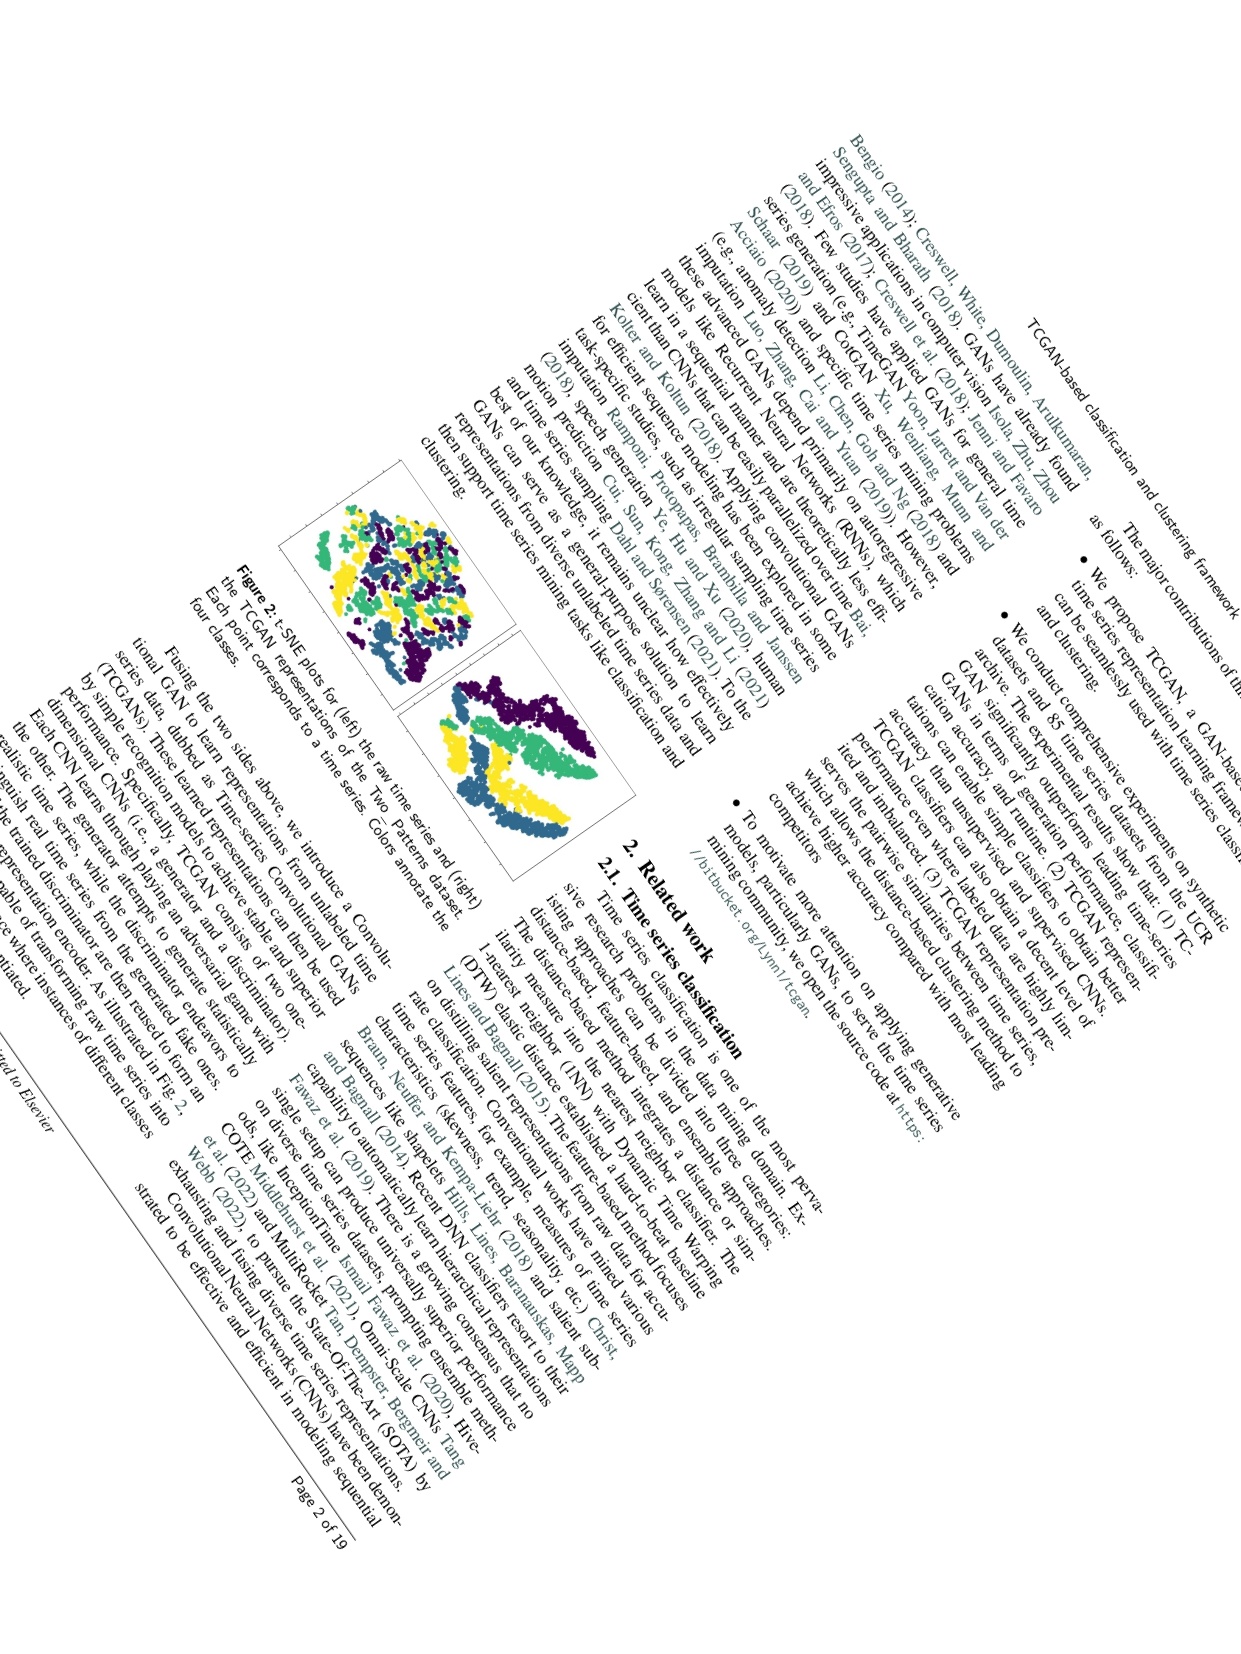 TCGAN-based classification and clustering framework
Bengio (2014); Creswell, White, Dumoulin, Arulkumaran,
Sengupta and Bharath (2018). GANs have already found
impressive applications in computer vision Isola, Zhu, Zhou
and Efros (2017); Creswell et al. (2018); Jenni and Favaro
(2018). Few studies have applied GANs for general time
series generation (e.g., TimeGAN Yoon, Jarrett and Van der
Schaar (2019) and CotGAN Xu, Wenliang, Munn and
Acciaio (2020)) and specific time series mining problems
(e.g., anomaly detection Li, Chen, Goh and Ng (2018) and
imputation Luo, Zhang, Cai and Yuan (2019)). However,
these advanced GANs depend primarily on autoregressive
models like Recurrent Neural Networks (RNNs), which
learn in a sequential manner and are theoretically less effi-
cient than CNNs that can be easily parallelized over time Bai,
Kolter and Koltun (2018). Applying convolutional GANs
for efficient sequence modeling has been explored in some
task-specific studies, such as irregular sampling time series
imputation Ramponi, Protopapas, Brambilla and Janssen
(2018), speech generation Ye, Hu and Xu (2020), human
motion prediction Cui, Sun, Kong, Zhang and Li (2021)
and time series sampling Dahl and Sørensen (2021). To the
best of our knowledge, it remains unclear how effectively
GANs can serve as a general-purpose solution to learn
representations from diverse unlabeled time series data and
then support time series mining tasks like classification and
clustering.
Figure 2: t-SNE plots for (left) the raw time series and (right)
the TCGAN representations of the Two_Patterns dataset.
Each point corresponds to a time series. Colors annotate the
four classes.
Fusing the two sides above, we introduce a Convolu-
tional GAN to learn representations from unlabeled time
series data, dubbed as Time-series Convolutional GANs
(TCGANs). These learned representations can then be used
by simple recognition models to achieve stable and superior
performance. Specifically, TCGAN consists of two one-
dimensional CNNs (i.e., a generator and a discriminator).
Each CNN learns through playing an adversarial game with
the other. The generator attempts to generate statistically
realistic time series, while the discriminator endeavors to
real time series from the generated fake ones.
the trained discriminator are then reused to form an
encoder. As illustrated in Fig. 2,
of transforming raw time series into
where instances of different classes
The major contributions of
as follows:
• We propose TCGAN, a
time series representation learning
can be seamlessly used with time series
and clustering.
• We conduct comprehensive experiments on synthetic
datasets and 85 time series datasets from the UCR
archive. The experimental results show that: (1) TC-
GAN significantly outperforms leading time-series
GANs in terms of generation performance, classifi-
cation accuracy, and runtime. (2) TCGAN represen-
tations can enable simple classifiers to obtain better
accuracy than unsupervised and supervised CNNs.
TCGAN classifiers can also obtain a decent level of
performance even where labeled data are highly lim-
ited and imbalanced. (3) TCGAN representation pre-
serves the pairwise similarities between time series,
which allows the distance-based clustering method to
achieve higher accuracy compared with most leading
competitors
• To motivate more attention on applying generative
models, particularly GANs, to serve the time series
mining community, we open the source code at https:
//bitbucket.org/Lynn1/tcgan.
2. Related work
2.1. Time series classification
Time series classification is one of the most perva-
sive research problems in the data mining domain. Ex-
isting approaches can be divided into three categories:
distance-based, feature-based, and ensemble approaches.
The distance-based method integrates a distance or sim-
ilarity measure into the nearest neighbor classifier. The
1-nearest neighbor (1NN) with Dynamic Time Warping
(DTW) elastic distance established a hard-to-beat baseline
Lines and Bagnall (2015). The feature-based method focuses
on distilling salient representations from raw data for accu-
rate classification. Conventional works have mined various
time series features, for example, measures of time series
characteristics (skewness, trend, seasonality, etc.) Christ,
Braun, Neuffer and Kempa-Liehr (2018) and salient sub-
sequences like shapelets Hills, Lines, Baranauskas, Mapp
and Bagnall (2014). Recent DNN classifiers resort to their
capability to automatically learn hierarchical representations
Fawaz et al. (2019). There is a growing consensus that no
single setup can produce universally superior performance
on diverse time series datasets, prompting ensemble meth-
ods, like InceptionTime Ismail Fawaz et al. (2020), Hive-
COTE Middlehurst et al. (2021), Omni-Scale CNNs Tang
et al. (2022) and MultiRocket Tan, Dempster, Bergmeir and
Webb (2022), to pursue the State-Of-The-Art (SOTA) by
exhausting and fusing diverse time series representations.
Convolutional Neural Networks (CNNs) have been demon-
strated to be effective and efficient in modeling sequential
to Elsevier
Page 2 of 19